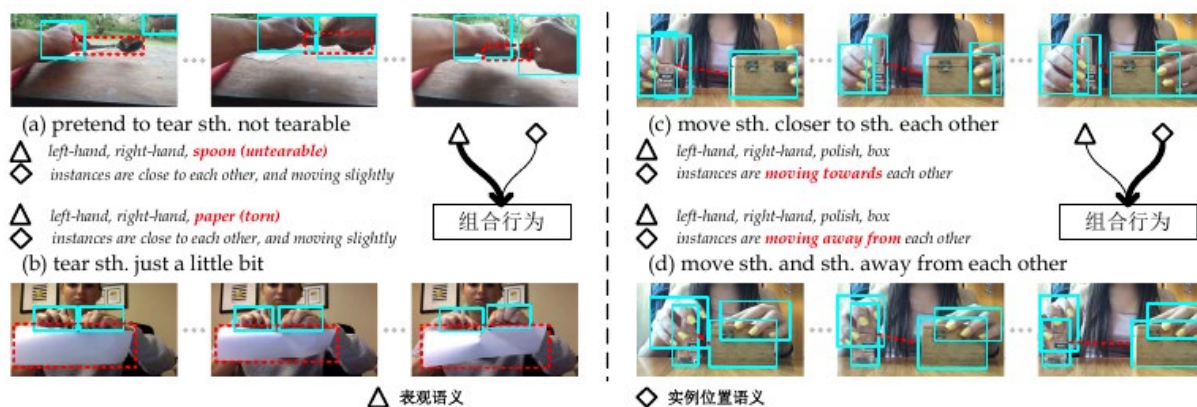 (a) pretend to tear sth. not tearable
left-hand, right-hand, spoon (untearable)
instances are close to each other, and moving slightly
left-hand, right-hand, paper (torn)
instances are close to each other, and moving slightly
(b) tear sth. just a little bit
组合行为
(c) move sth. closer to sth. each other
left-hand, right-hand, polish, box
instances are moving towards each other
left-hand, right-hand, polish, box
instances are moving away from each other
(d) move sth. and sth. away from each other
组合行为
表观语义
实例位置语义